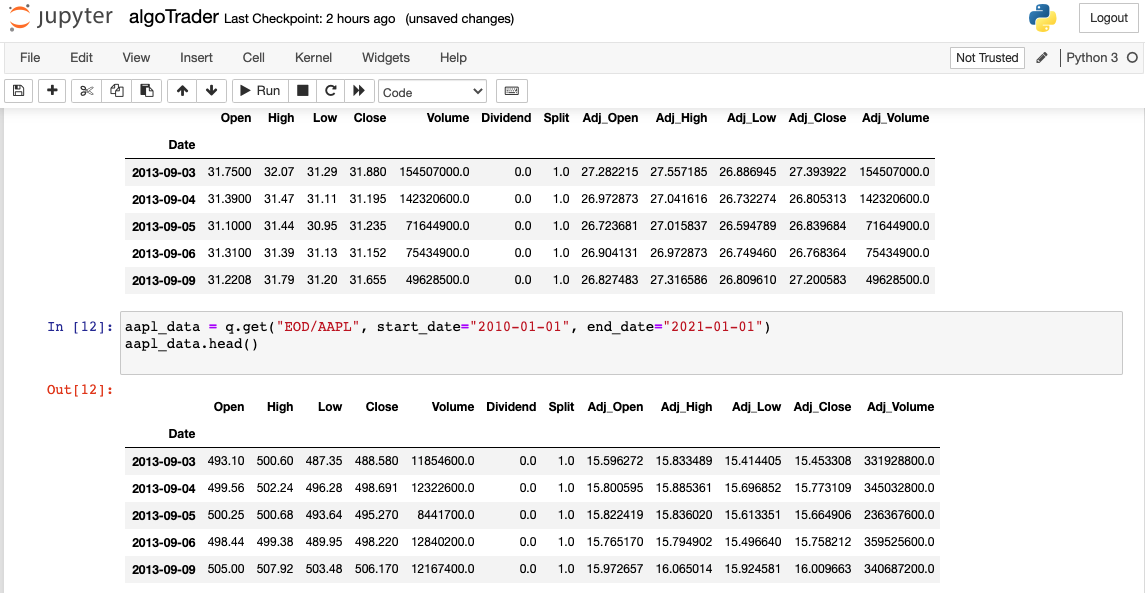 jupyter algoTrader Last Checkpoint: 2 hours ago (unsaved changes) Logout
File Edit View Insert Cell Kernel Widgets Help Not Trusted Python 3
Run Code
Open High Low Close Volume Dividend Split Adj_Open Adj_High Adj_Low Adj_Close Adj_Volume
Date
2013-09-03 31.7500 32.07 31.29 31.880 154507000.0 0.0 1.0 27.282215 27.557185 26.886945 27.393922 154507000.0
2013-09-04 31.3900 31.47 31.11 31.195 142320600.0 0.0 1.0 26.972873 27.041616 26.732274 26.805313 142320600.0
2013-09-05 31.1000 31.44 30.95 31.235 71644900.0 0.0 1.0 26.723681 27.015837 26.594789 26.839684 71644900.0
2013-09-06 31.3100 31.39 31.13 31.152 75434900.0 0.0 1.0 26.904131 26.972873 26.749460 26.768364 75434900.0
2013-09-09 31.2208 31.79 31.20 31.655 49628500.0 0.0 1.0 26.827483 27.316586 26.809610 27.200583 49628500.0
In [12]: aapl_data = q.get("EOD/AAPL", start_date="2010-01-01", end_date="2021-01-01")
aapl_data.head()
Out[12]:
Open High Low Close Volume Dividend Split Adj_Open Adj_High Adj_Low Adj_Close Adj_Volume
Date
2013-09-03 493.10 500.60 487.35 488.580 11854600.0 0.0 1.0 15.596272 15.833489 15.414405 15.453308 331928800.0
2013-09-04 499.56 502.24 496.28 498.691 12322600.0 0.0 1.0 15.800595 15.885361 15.696852 15.773109 345032800.0
2013-09-05 500.25 500.68 493.64 495.270 8441700.0 0.0 1.0 15.822419 15.836020 15.613351 15.664906 236367600.0
2013-09-06 498.44 499.38 489.95 498.220 12840200.0 0.0 1.0 15.765170 15.794902 15.496640 15.758212 359525600.0
2013-09-09 505.00 507.92 503.48 506.170 12167400.0 0.0 1.0 15.972657 16.065014 15.924581 16.009663 340687200.0